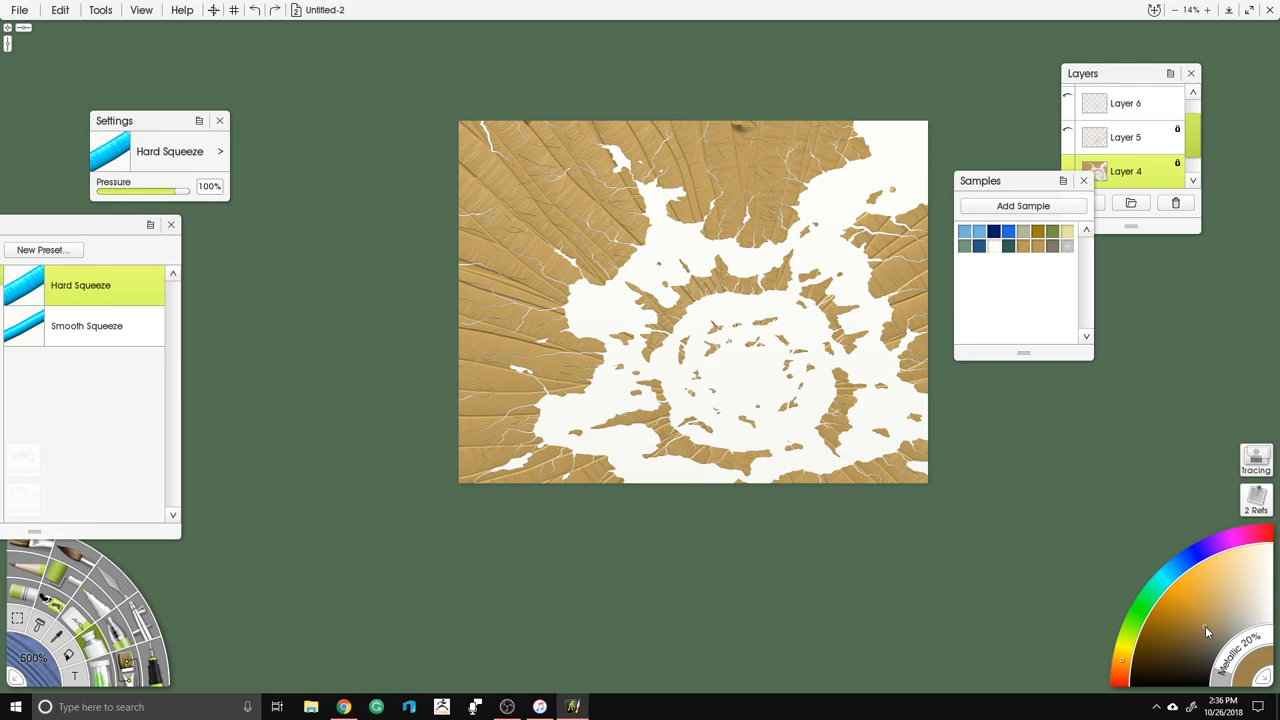 File Edit Tools View Help 2 Untitled-2 14%
Layers
Layer 6
Settings
Hard Squeeze >
Layer 5
Layer 4
Pressure
100%
Samples
Add Sample
New Preset...
Hard Squeeze
Smooth Squeeze
Tracing
2 Refs
Metallic 20%
500%
T
Type here to search
2:36 PM
10/26/2018